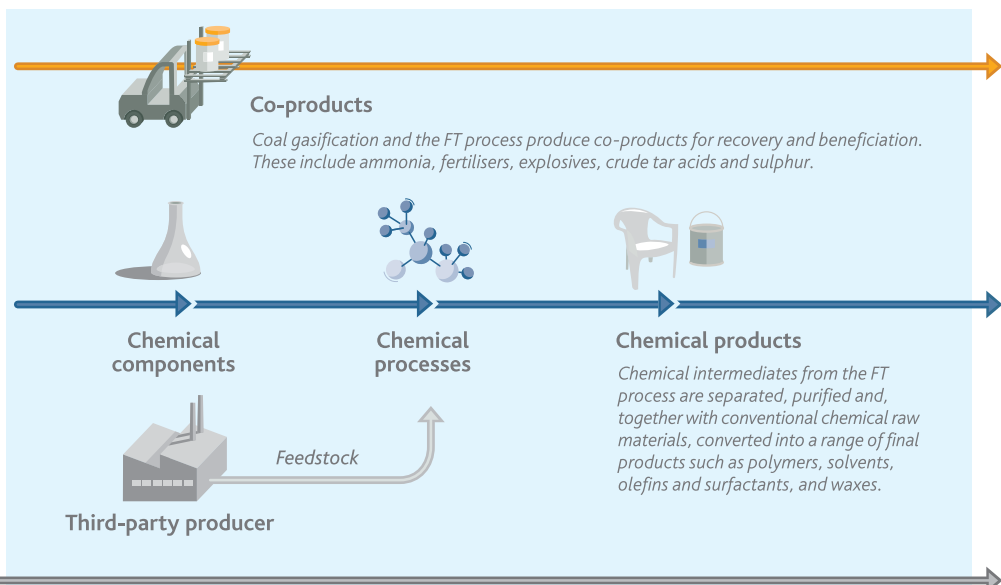 Co-products
Coal gasification and the FT process produce co-products for recovery and beneficiation.
These include ammonia, fertilisers, explosives, crude tar acids and sulphur.
Chemical
components
Chemical
processes
Chemical products
Chemical intermediates from the FT
process are separated, purified and,
together with conventional chemical raw
materials, converted into a range of final
products such as polymers, solvents,
olefins and surfactants, and waxes.
Feedstock
Third-party producer